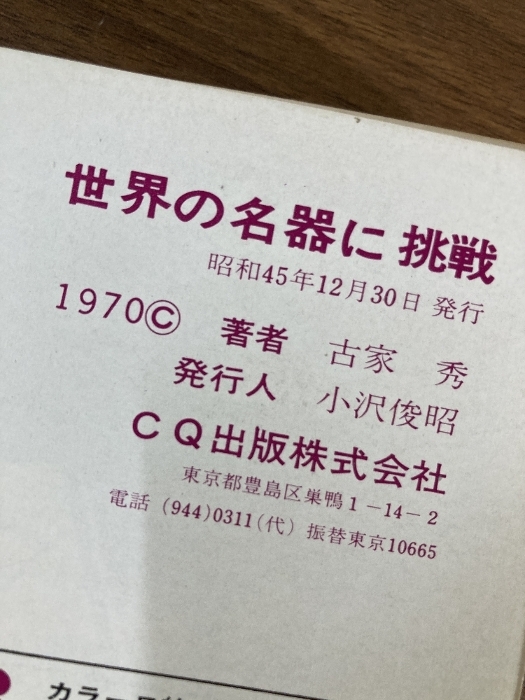 世界の名器に 挑戦
昭和45年12月30日 発行
1970© 著者 古家 秀
発行人 小沢俊昭
CQ出版株式会社
東京都豊島区巣鴨1-14-2
電話 (944)0311(代) 振替東京10665
カラー